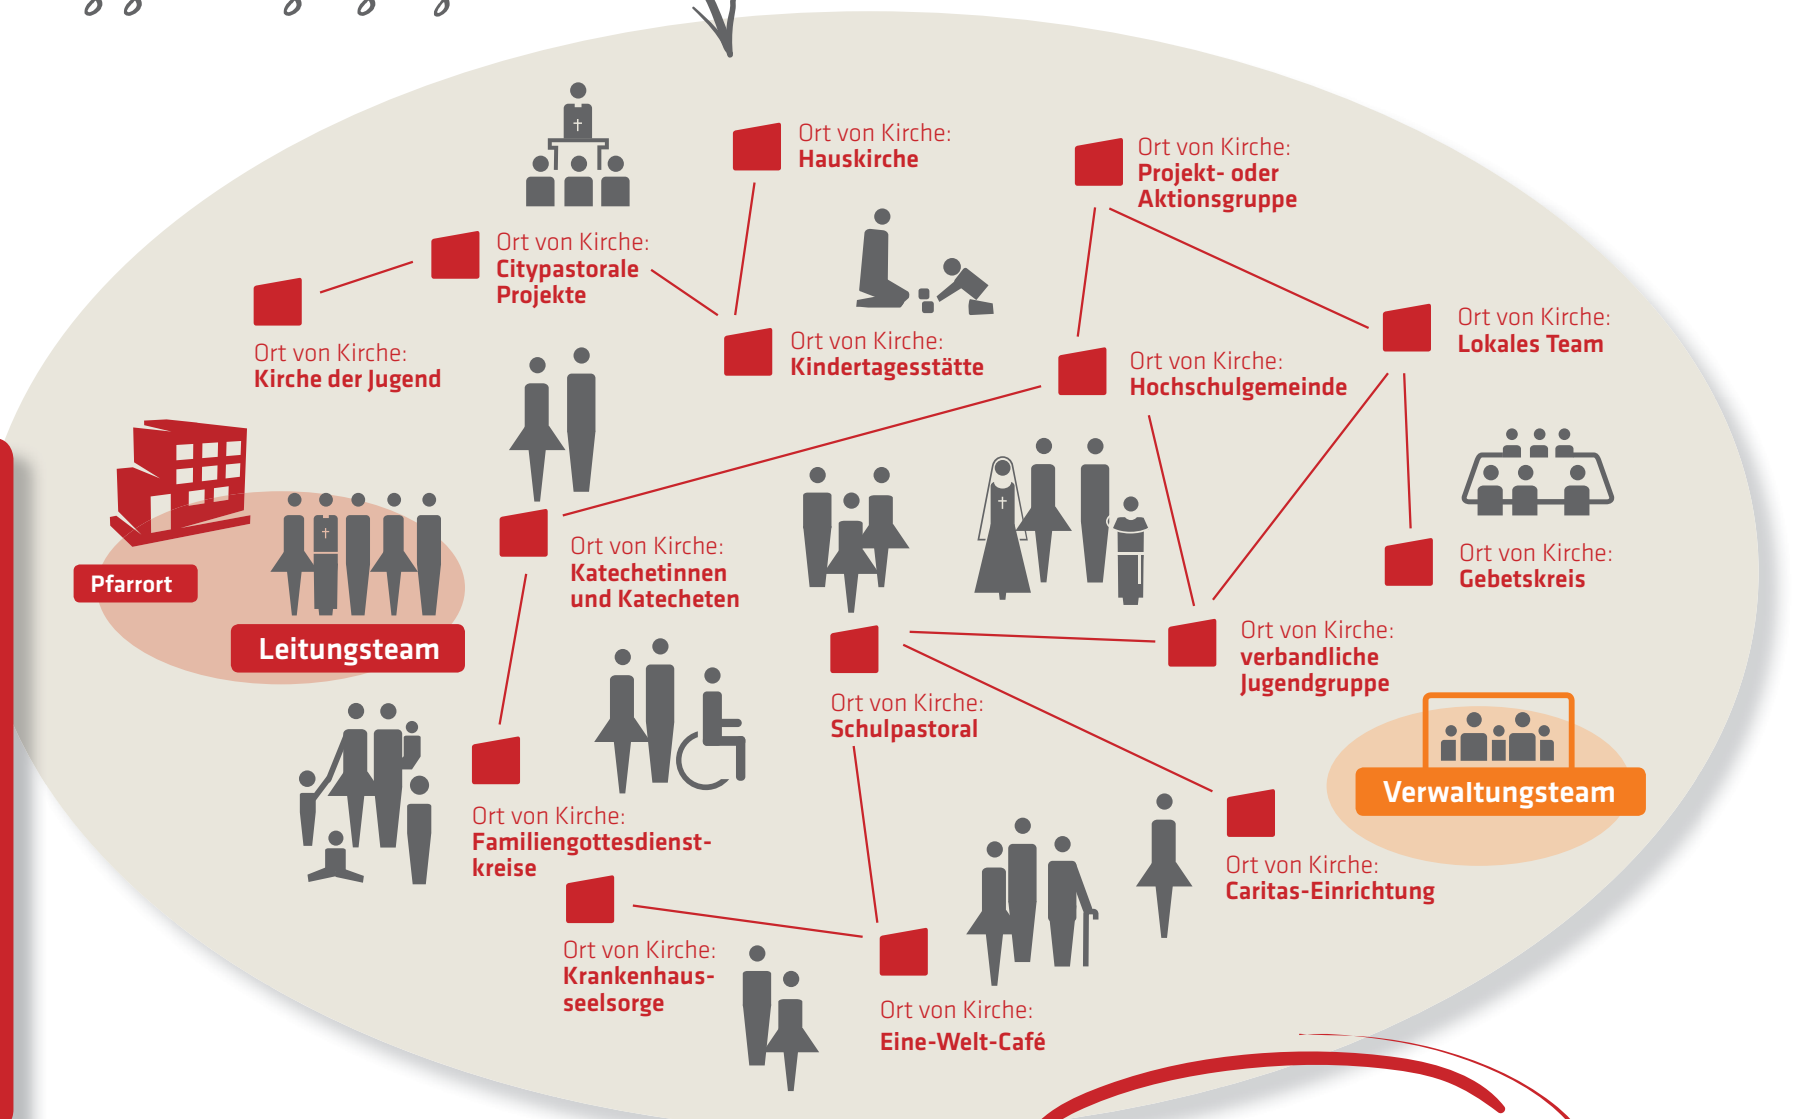 Ort von Kirche:
Hauskirche
Ort von Kirche:
Projekt- oder
Aktionsgruppe
Ort von Kirche:
Citypastorale
Projekte
Ort von Kirche:
Kirche der Jugend
Ort von Kirche:
Kindertagesstätte
Ort von Kirche:
Hochschulgemeinde
Ort von Kirche:
Lokales Team
Pfarrort
Leitungsteam
Ort von Kirche:
Katechetinnen
und Katecheten
Ort von Kirche:
Gebetskreis
Ort von Kirche:
verbandliche
Jugendgruppe
Ort von Kirche:
Schulpastoral
Verwaltungsteam
Ort von Kirche:
Familiengottesdienst-
kreise
Ort von Kirche:
Caritas-Einrichtung
Ort von Kirche:
Krankenhaus-
seelsorge
Ort von Kirche:
Eine-Welt-Café